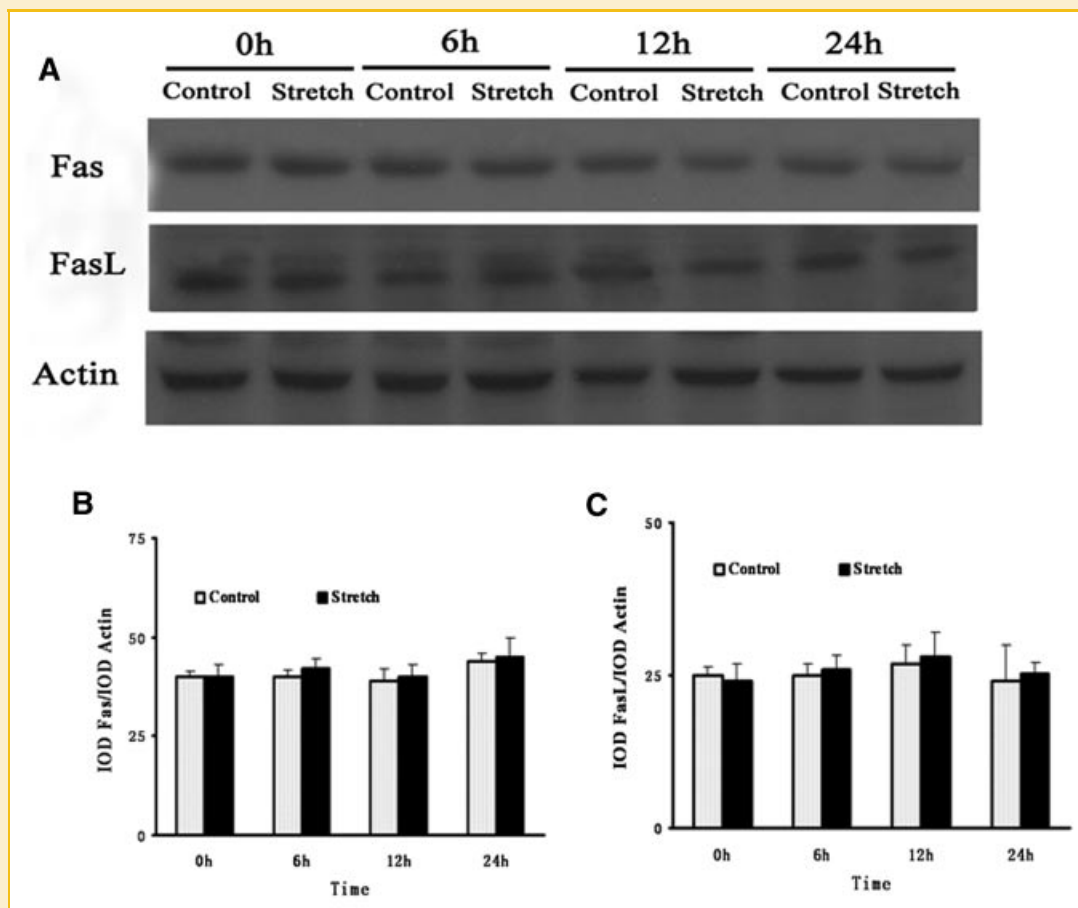 A
0h 6h 12h 24h
Control Stretch Control Stretch Control Stretch Control Stretch
Fas
FasL
Actin
B
75
50
25
0
IOD Fas/IOD Actin
Control Stretch
0h 6h 12h 24h
Time
C
50
25
0
IOD FasL/IOD Actin
Control Stretch
0h 6h 12h 24h
Time